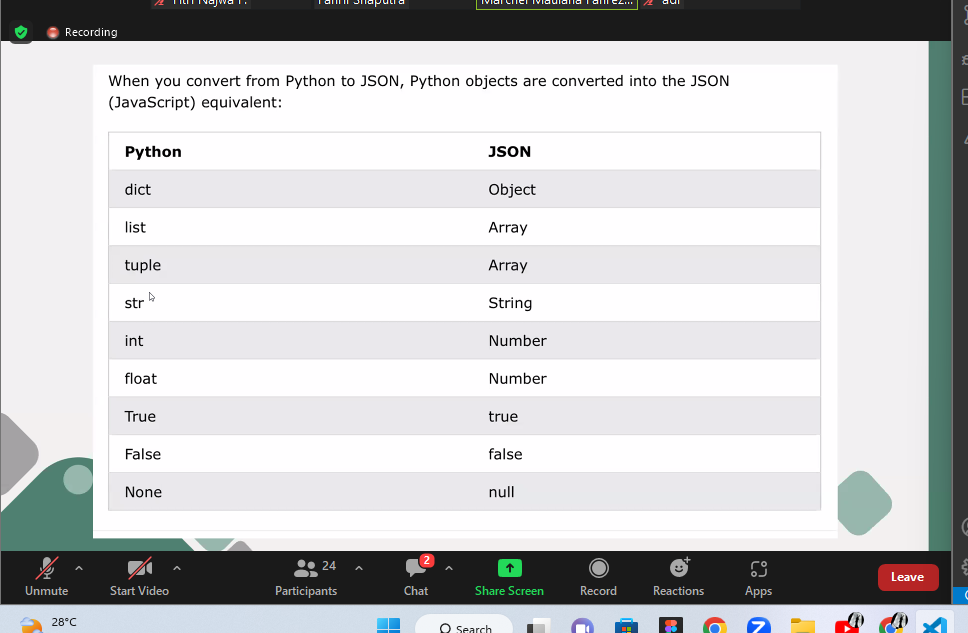 Fitri Najwa P.
Fahni Shaputra
Marchel Maulana Fahrez...
adi
Recording
When you convert from Python to JSON, Python objects are converted into the JSON
(JavaScript) equivalent:
Python JSON
dict Object
list Array
tuple Array
str String
int Number
float Number
True true
False false
None null
24
2
Unmute Start Video Participants Chat Share Screen Record Reactions Apps Leave
28°C
Search